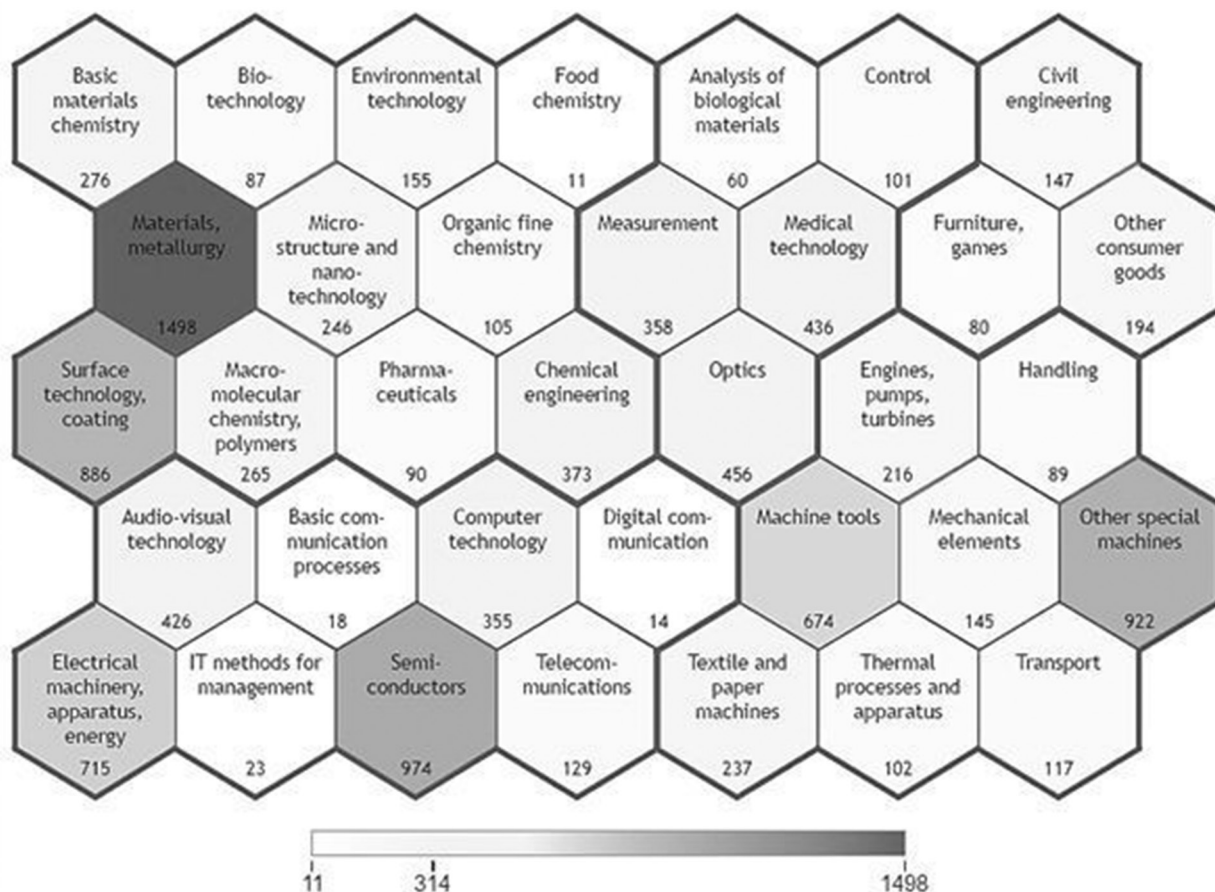 Basic
materials
chemistry
276
Bio-
technology
87
Environmental
technology
155
Food
chemistry
11
Analysis of
biological
materials
60
Control
101
Civil
engineering
147
Materials,
metallurgy
1498
Micro-
structure and
nano-
technology
246
Organic fine
chemistry
105
Measurement
358
Medical
technology
436
Furniture,
games
80
Other
consumer
goods
194
Surface
technology,
coating
886
Macro-
molecular
chemistry,
polymers
265
Pharma-
ceuticals
90
Chemical
engineering
373
Optics
456
Engines,
pumps,
turbines
216
Handling
89
Audio-visual
technology
426
Basic com-
munication
processes
18
Computer
technology
355
Digital com-
munication
14
Machine tools
674
Mechanical
elements
145
Other special
machines
922
Electrical
machinery,
apparatus,
energy
715
IT methods for
management
23
Semi-
conductors
974
Telecom-
munications
129
Textile and
paper
machines
237
Thermal
processes and
apparatus
102
Transport
117
11 314 1498